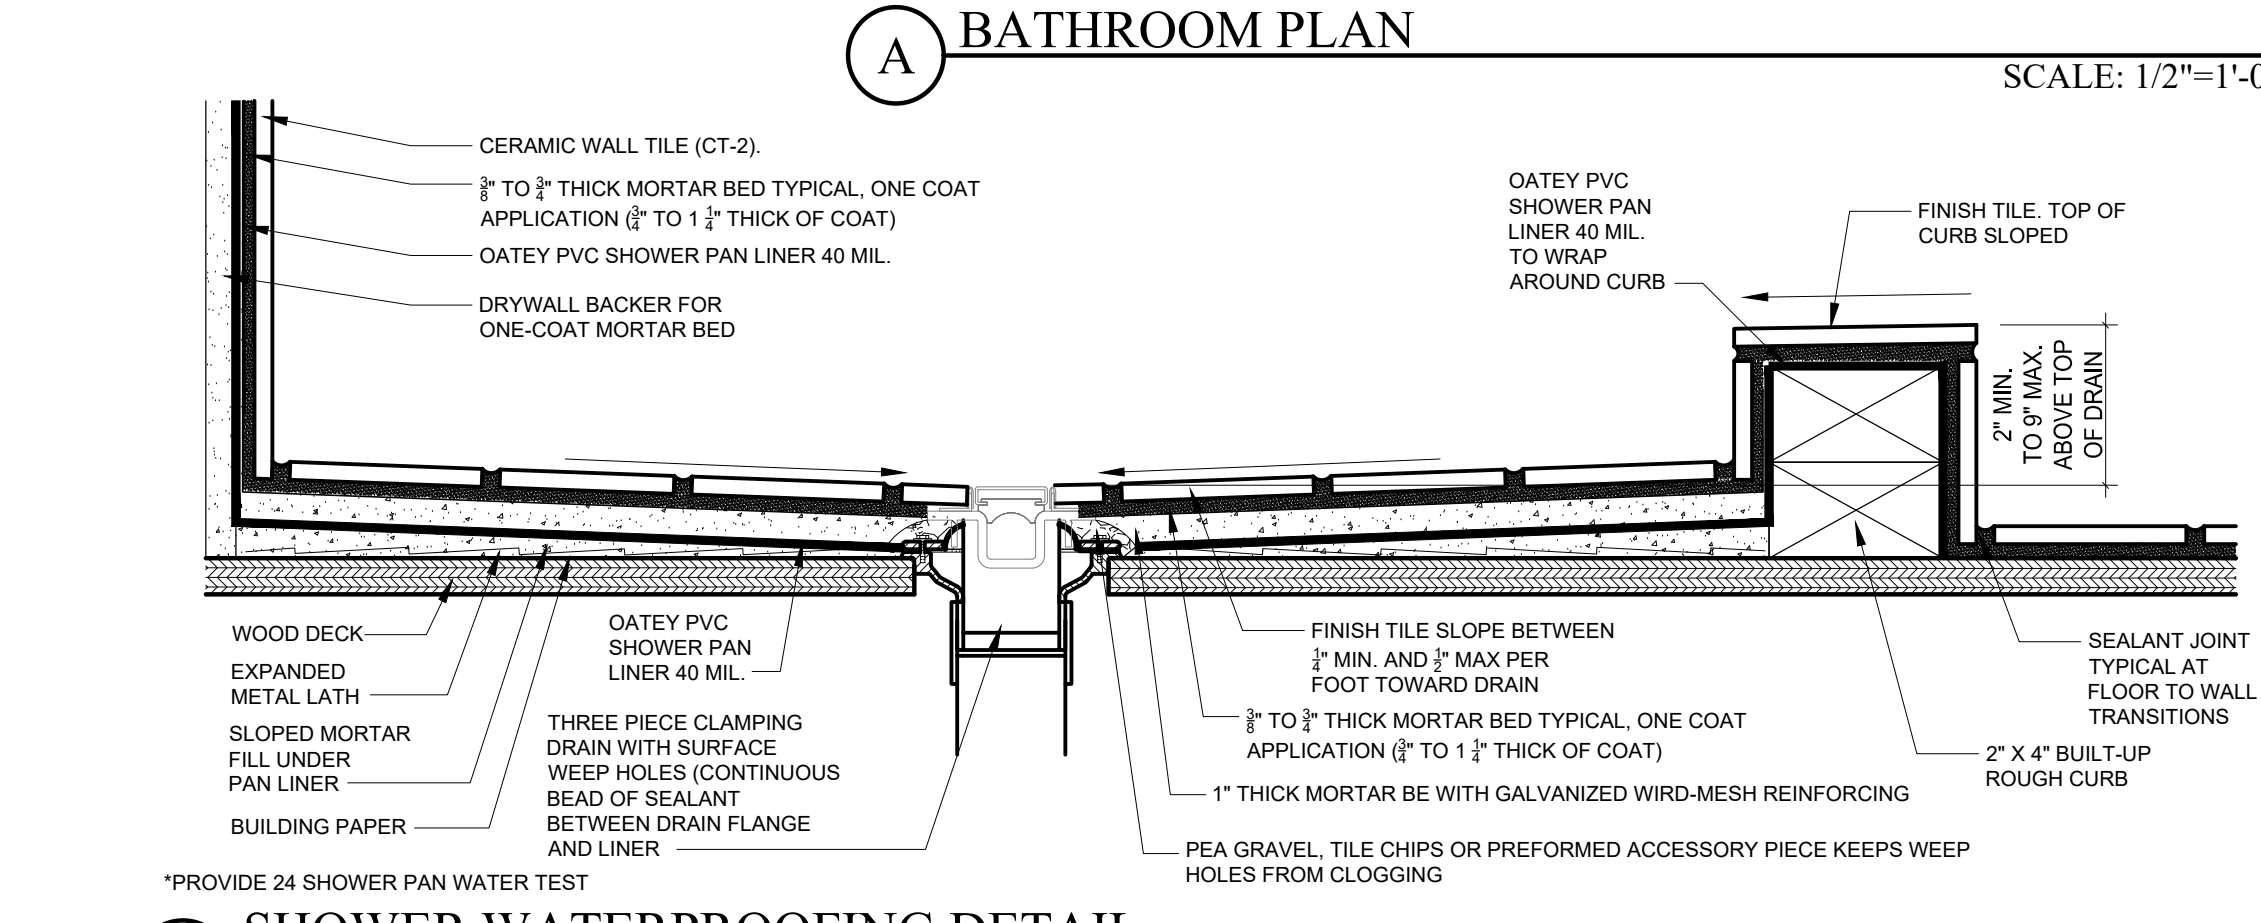 A
BATHROOM PLAN
SCALE: 1/2"=1'-0
CERAMIC WALL TILE (CT-2).
3/8" TO 3/4" THICK MORTAR BED TYPICAL, ONE COAT
APPLICATION (3/4" TO 1 1/4" THICK OF COAT)
OATEY PVC SHOWER PAN LINER 40 MIL.
DRYWALL BACKER FOR
ONE-COAT MORTAR BED
OATEY PVC
SHOWER PAN
LINER 40 MIL.
TO WRAP
AROUND CURB
FINISH TILE. TOP OF
CURB SLOPED
2" MIN.
TO 9" MAX.
ABOVE TOP
OF DRAIN
WOOD DECK
EXPANDED
METAL LATH
SLOPED MORTAR
FILL UNDER
PAN LINER
BUILDING PAPER
OATEY PVC
SHOWER PAN
LINER 40 MIL.
THREE PIECE CLAMPING
DRAIN WITH SURFACE
WEEP HOLES (CONTINUOUS
BEAD OF SEALANT
BETWEEN DRAIN FLANGE
AND LINER
FINISH TILE SLOPE BETWEEN
1/4" MIN. AND 1/2" MAX PER
FOOT TOWARD DRAIN
3/8" TO 3/4" THICK MORTAR BED TYPICAL, ONE COAT
APPLICATION (3/4" TO 1 1/4" THICK OF COAT)
1" THICK MORTAR BE WITH GALVANIZED WIRD-MESH REINFORCING
PEA GRAVEL, TILE CHIPS OR PREFORMED ACCESSORY PIECE KEEPS WEEP
HOLES FROM CLOGGING
SEALANT JOINT
TYPICAL AT
FLOOR TO WALL
TRANSITIONS
2" X 4" BUILT-UP
ROUGH CURB
*PROVIDE 24 SHOWER PAN WATER TEST
SHOWER WATERPROOFING DETAIL